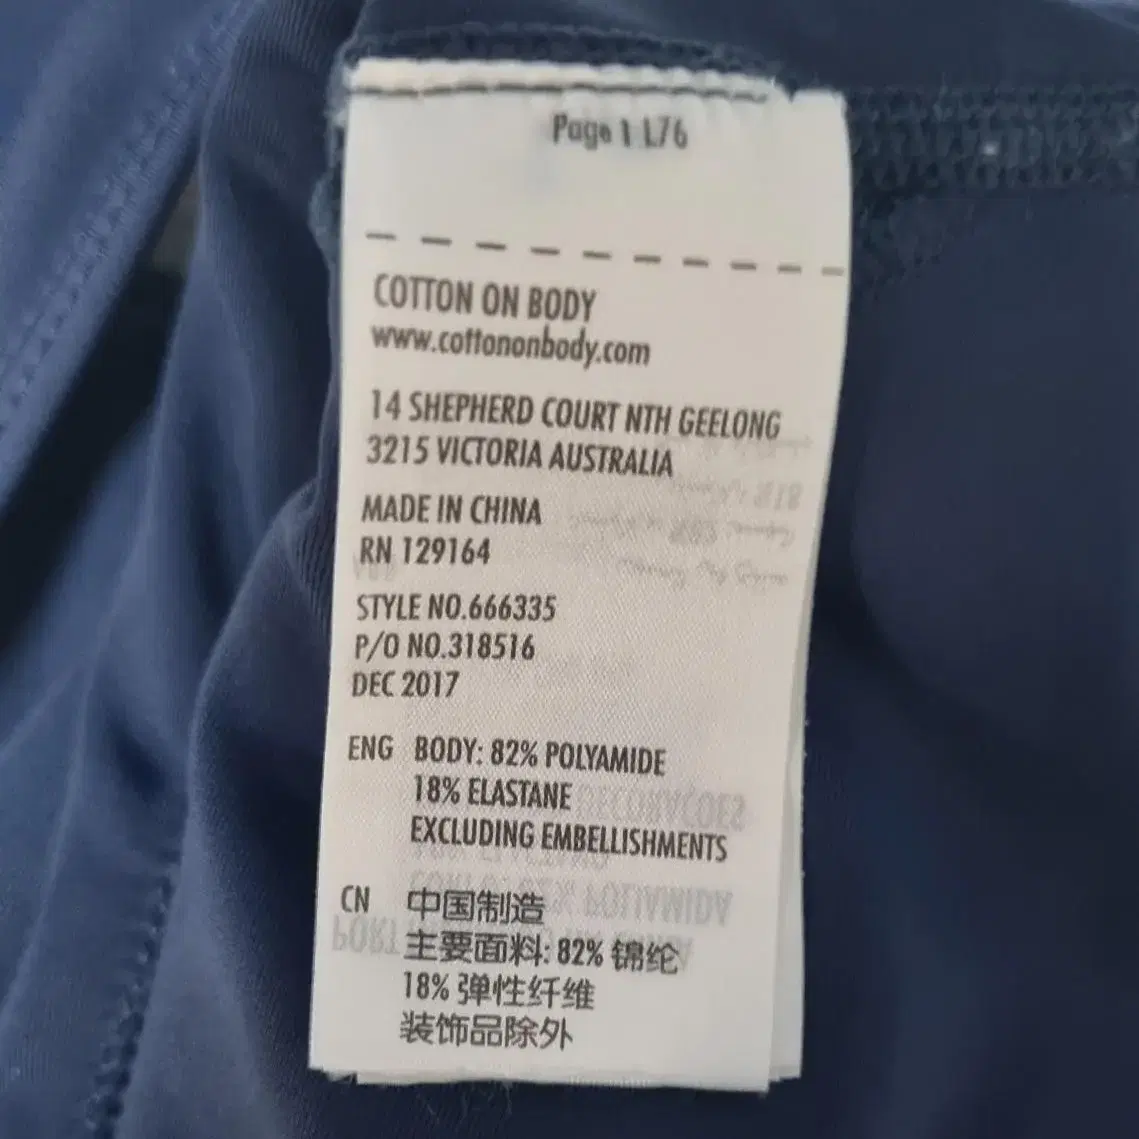 Page 1 L76
COTTON ON BODY
www.cottononbody.com
14 SHEPHERD COURT NTH GEELONG
3215 VICTORIA AUSTRALIA
MADE IN CHINA
RN 129164
STYLE NO.666335
P/O NO.318516
DEC 2017
ENG BODY: 82% POLYAMIDE
18% ELASTANE
EXCLUDING EMBELLISHMENTS
CN 中国制造
主要面料: 82% 锦纶
18% 弹性纤维
装饰品除外